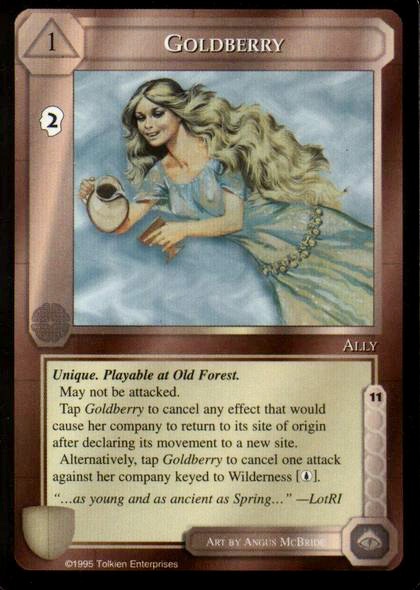 1
GOLDBERRY
2
ALLY
Unique. Playable at Old Forest.
May not be attacked.
Tap Goldberry to cancel any effect that would
cause her company to return to its site of origin
after declaring its movement to a new site.
Alternatively, tap Goldberry to cancel one attack
against her company keyed to Wilderness [].
“...as young and as ancient as Spring...” —LotRI
11
ART BY ANGUS MCBRIDE
©1995 Tolkien Enterprises